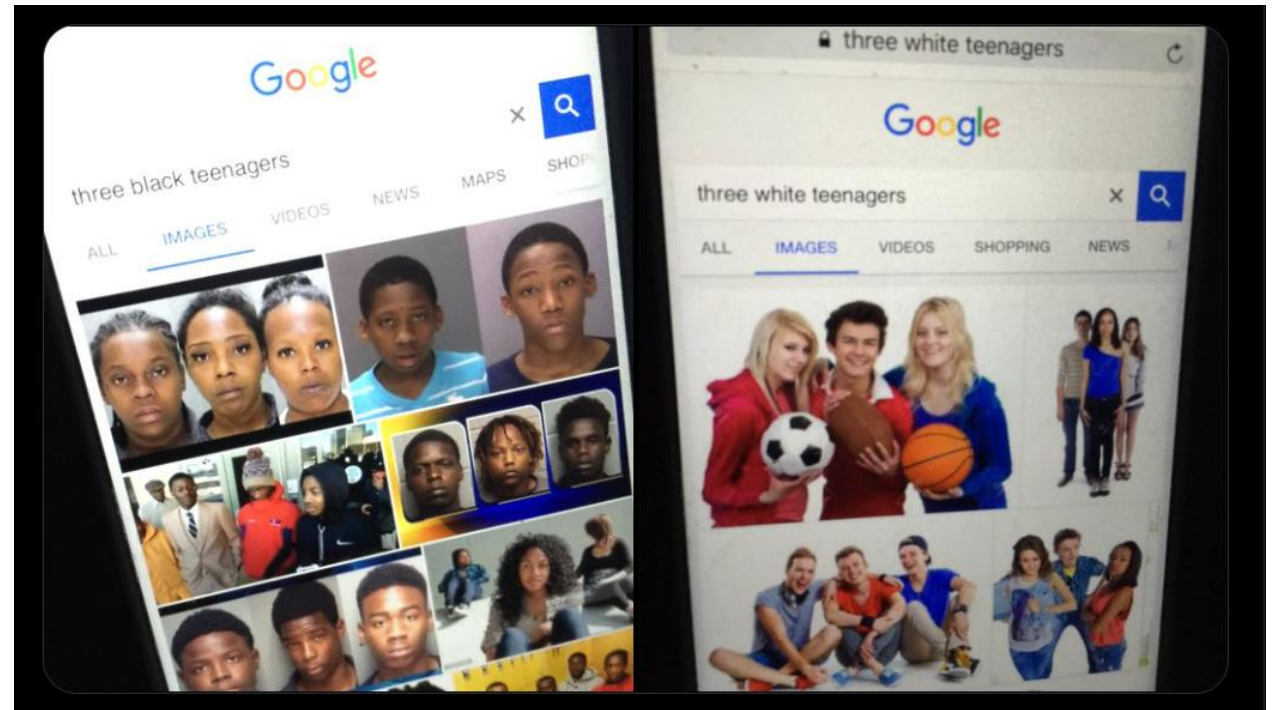 Google
three black teenagers
ALL IMAGES VIDEOS NEWS MAPS SHOP
three white teenagers
Google
three white teenagers
ALL IMAGES VIDEOS SHOPPING NEWS